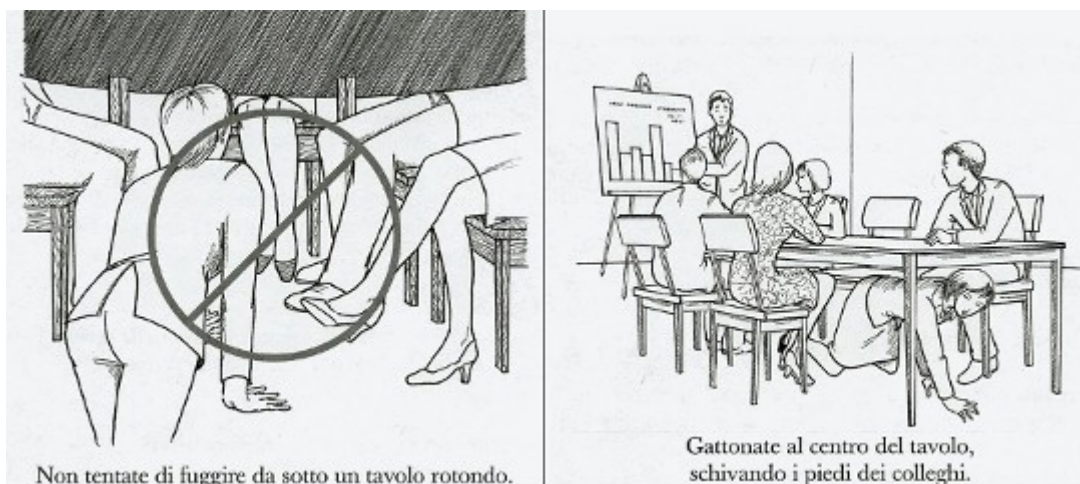 Non tentate di fuggire da sotto un tavolo rotondo.
Gattonate al centro del tavolo,
schivando i piedi dei colleghi.